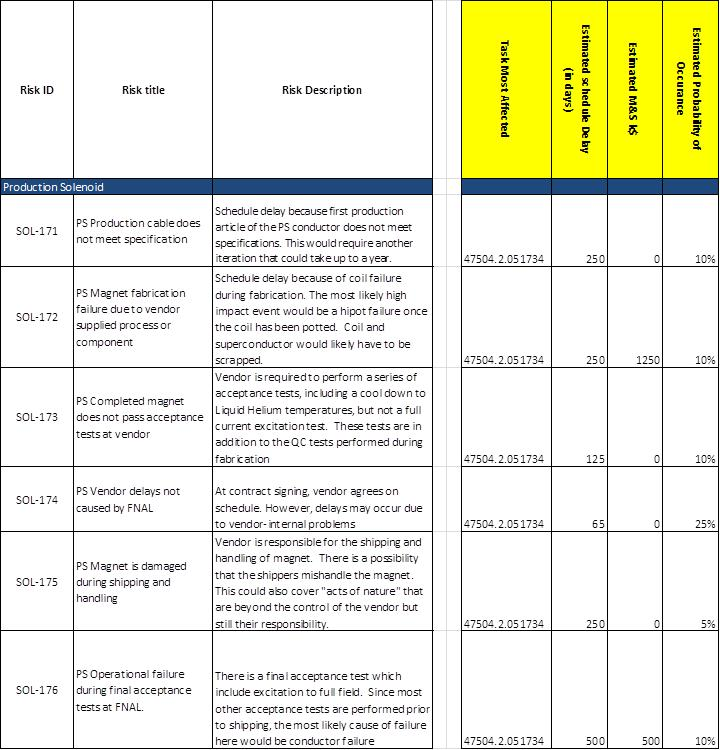 Risk ID
Risk title
Risk Description
Task Most Affected
Estimated schedule Delay
(in days)
Estimated M&S k$
Estimated Probability of
Occurance
Production Solenoid
SOL-171
PS Production cable does
not meet specification
Schedule delay because first production
article of the PS conductor does not meet
specifications. This would require another
iteration that could take up to a year.
47504.2.051734
250
0
10%
SOL-172
PS Magnet fabrication
failure due to vendor
supplied process or
component
Schedule delay because of coil failure
during fabrication. The most likely high
impact event would be a hipot failure once
the coil has been potted. Coil and
superconductor would likely have to be
scrapped.
47504.2.051734
250
1250
10%
SOL-173
PS Completed magnet
does not pass acceptance
tests at vendor
Vendor is required to perform a series of
acceptance tests, including a cool down to
Liquid Helium temperatures, but not a full
current excitation test. These tests are in
addition to the QC tests performed during
fabrication
47504.2.051734
125
0
10%
SOL-174
PS Vendor delays not
caused by FNAL
At contract signing, vendor agrees on
schedule. However, delays may occur due
to vendor-internal problems
47504.2.051734
65
0
25%
SOL-175
PS Magnet is damaged
during shipping and
handling
Vendor is responsible for the shipping and
handling of magnet. There is a possibility
that the shippers mishandle the magnet.
This could also cover "acts of nature" that
are beyond the control of the vendor but
still their responsibility.
47504.2.051734
250
0
5%
SOL-176
PS Operational failure
during final acceptance
tests at FNAL.
There is a final acceptance test which
include excitation to full field. Since most
other acceptance tests are performed prior
to shipping, the most likely cause of failure
here would be conductor failure
47504.2.051734
500
500
10%